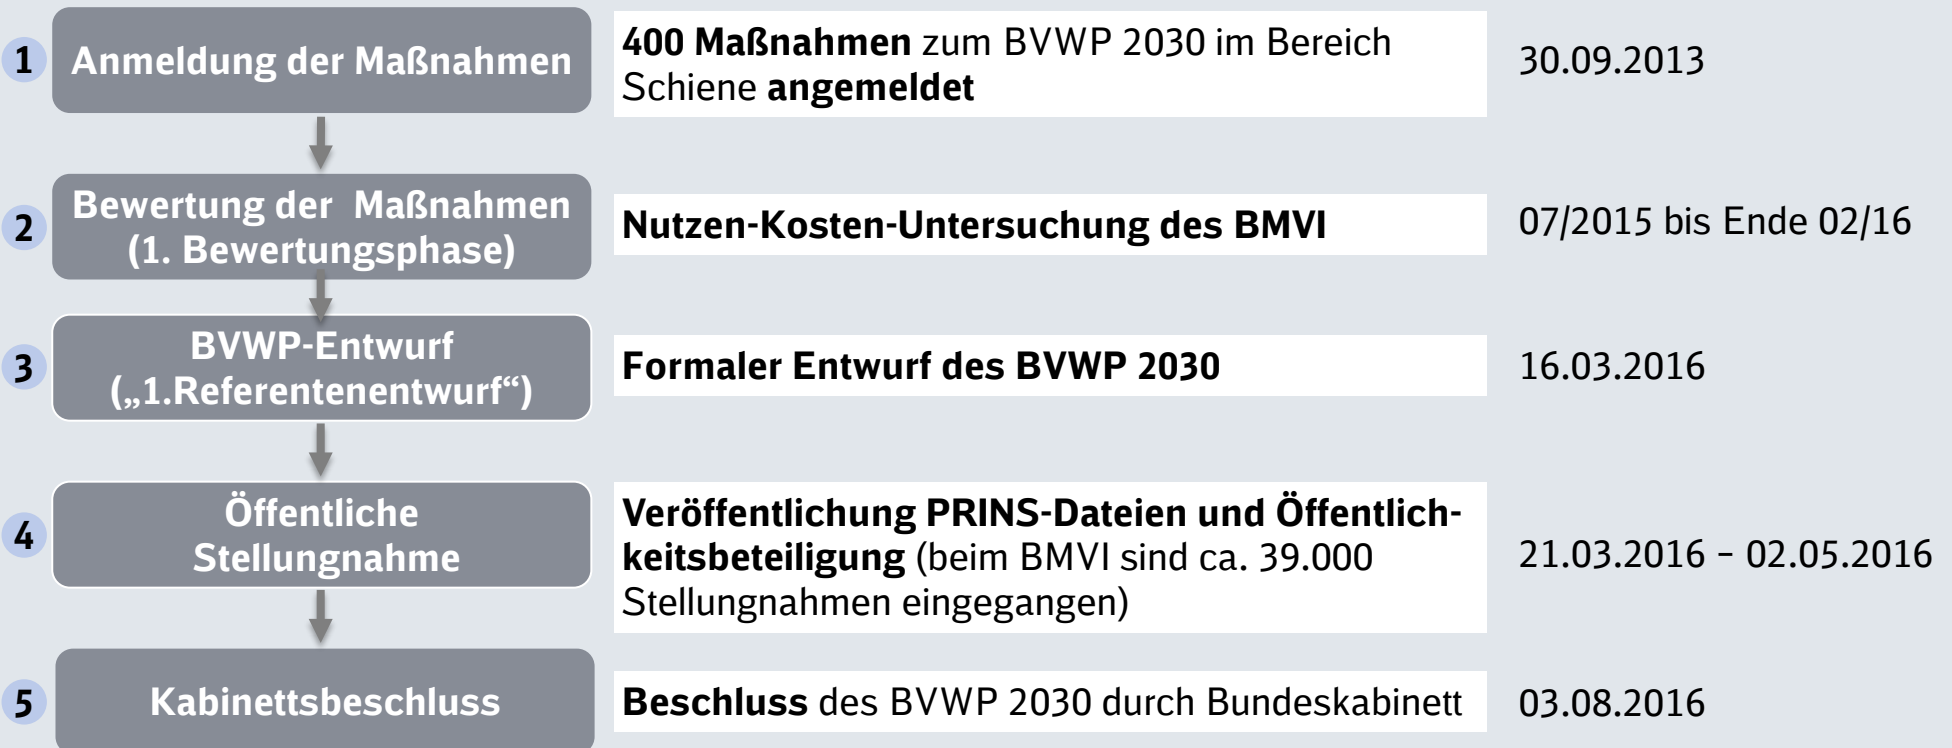 1
Anmeldung der Maßnahmen
400 Maßnahmen zum BVWP 2030 im Bereich
Schiene angemeldet
30.09.2013
2
Bewertung der Maßnahmen
(1. Bewertungsphase)
Nutzen-Kosten-Untersuchung des BMVI
07/2015 bis Ende 02/16
3
BVWP-Entwurf
(„1.Referentenentwurf“)
Formaler Entwurf des BVWP 2030
16.03.2016
4
Öffentliche
Stellungnahme
Veröffentlichung PRINS-Dateien und Öffentlich-
keitsbeteiligung (beim BMVI sind ca. 39.000
Stellungnahmen eingegangen)
21.03.2016 – 02.05.2016
5
Kabinettsbeschluss
Beschluss des BVWP 2030 durch Bundeskabinett
03.08.2016